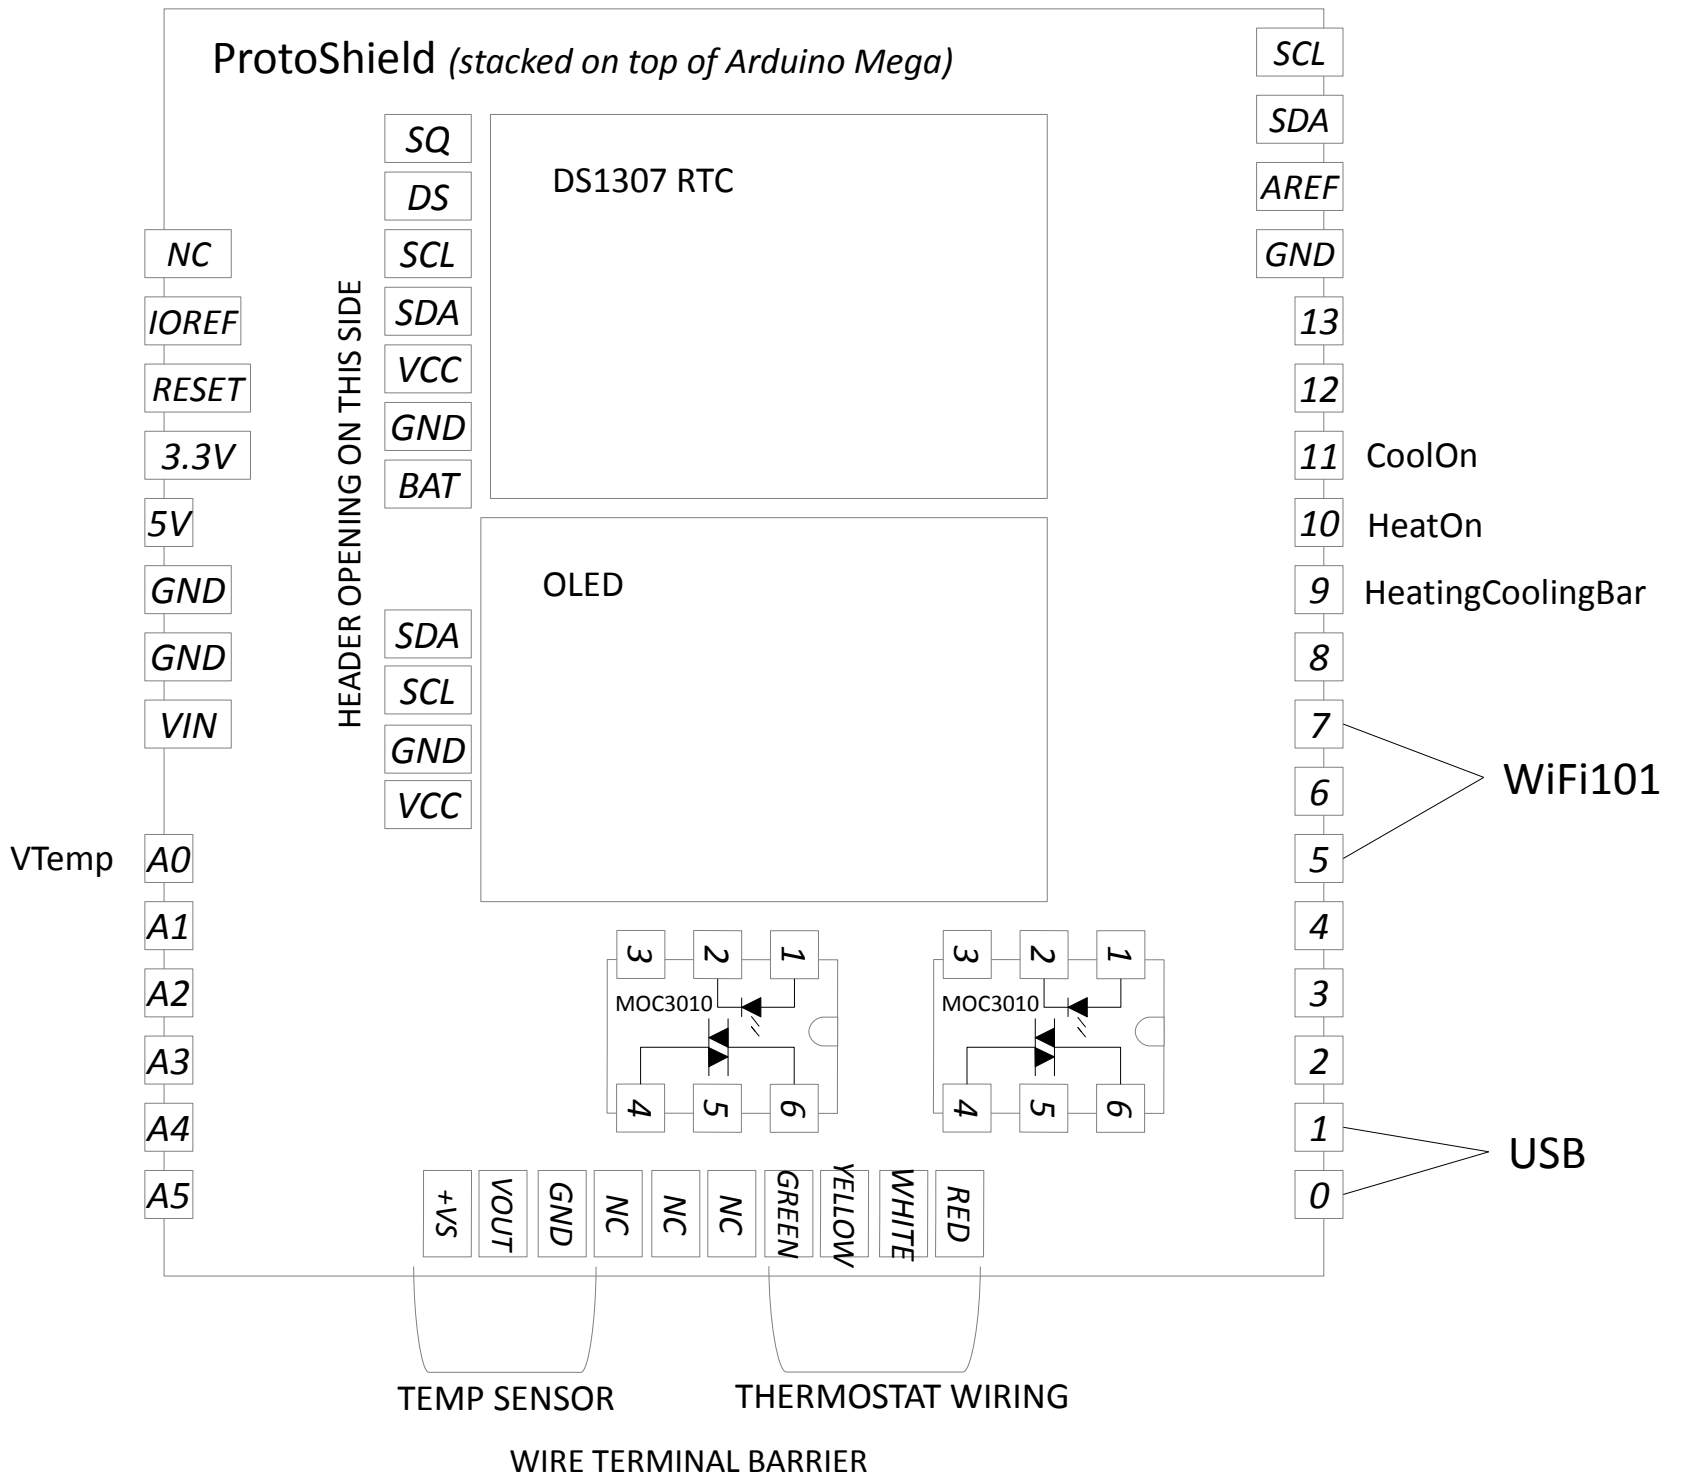 ProtoShield (stacked on top of Arduino Mega)
SCL
SDA
AREF
GND
13
12
11 CoolOn
10 HeatOn
9 HeatingCoolingBar
8
7
6
5
4
3
2
1
0
WiFi101
USB
NC
IOREF
RESET
3.3V
5V
GND
GND
VIN
VTemp A0
A1
A2
A3
A4
A5
HEADER OPENING ON THIS SIDE
SQ
DS
SCL
SDA
VCC
GND
BAT
DS1307 RTC
SDA
SCL
GND
VCC
OLED
3 2 1
MOC3010
4 5 6
3 2 1
MOC3010
4 5 6
+VS
VOUT
GND
NC
NC
NC
GREEN
YELLOW
WHITE
RED
TEMP SENSOR
THERMOSTAT WIRING
WIRE TERMINAL BARRIER